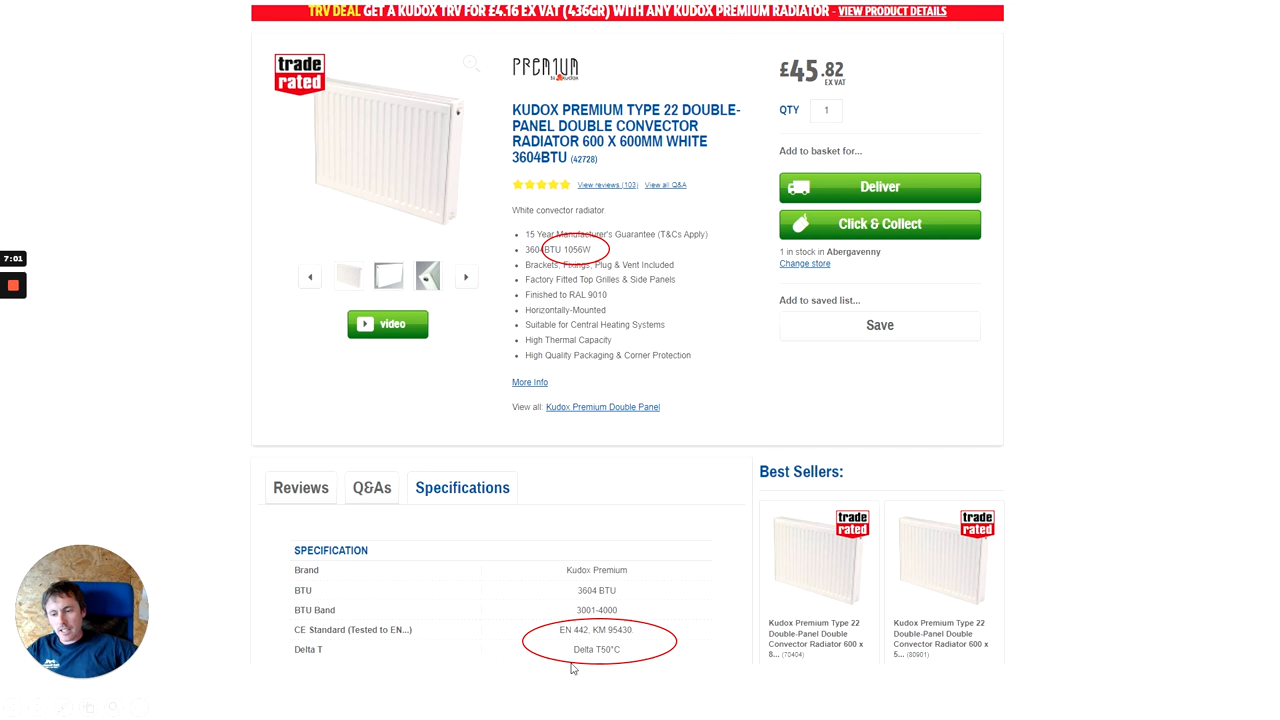 TRV DEAL GET A KUDOX TRV FOR £4.16 EX VAT (436GR) WITH ANY KUDOX PREMIUM RADIATOR - VIEW PRODUCT DETAILS
trade
rated
PREMIUM
BY KUDOX
KUDOX PREMIUM TYPE 22 DOUBLE-
PANEL DOUBLE CONVECTOR
RADIATOR 600 X 600MM WHITE
3604BTU (42728)
View reviews (103) View all Q&A
White convector radiator
• 15 Year Manufacturer's Guarantee (T&Cs Apply)
• 3604BTU 1056W
• Brackets, Fixings, Plug & Vent Included
• Factory Fitted Top Grilles & Side Panels
• Finished to RAL 9010
• Horizontally-Mounted
• Suitable for Central Heating Systems
• High Thermal Capacity
• High Quality Packaging & Corner Protection
More Info
View all: Kudox Premium Double Panel
video
£45.82
EX VAT
QTY 1
Add to basket for...
Deliver
Click & Collect
1 in stock in Abergavenny
Change store
Add to saved list...
Save
7:01
Reviews Q&As Specifications
SPECIFICATION
Brand Kudox Premium
BTU 3604 BTU
BTU Band 3001-4000
CE Standard (Tested to EN...) EN 442, KM 95430.
Delta T Delta T50°C
Best Sellers:
trade
rated
Kudox Premium Type 22
Double-Panel Double
Convector Radiator 600 x
8... (70404)
trade
rated
Kudox Premium Type 22
Double-Panel Double
Convector Radiator 600 x
5... (80901)